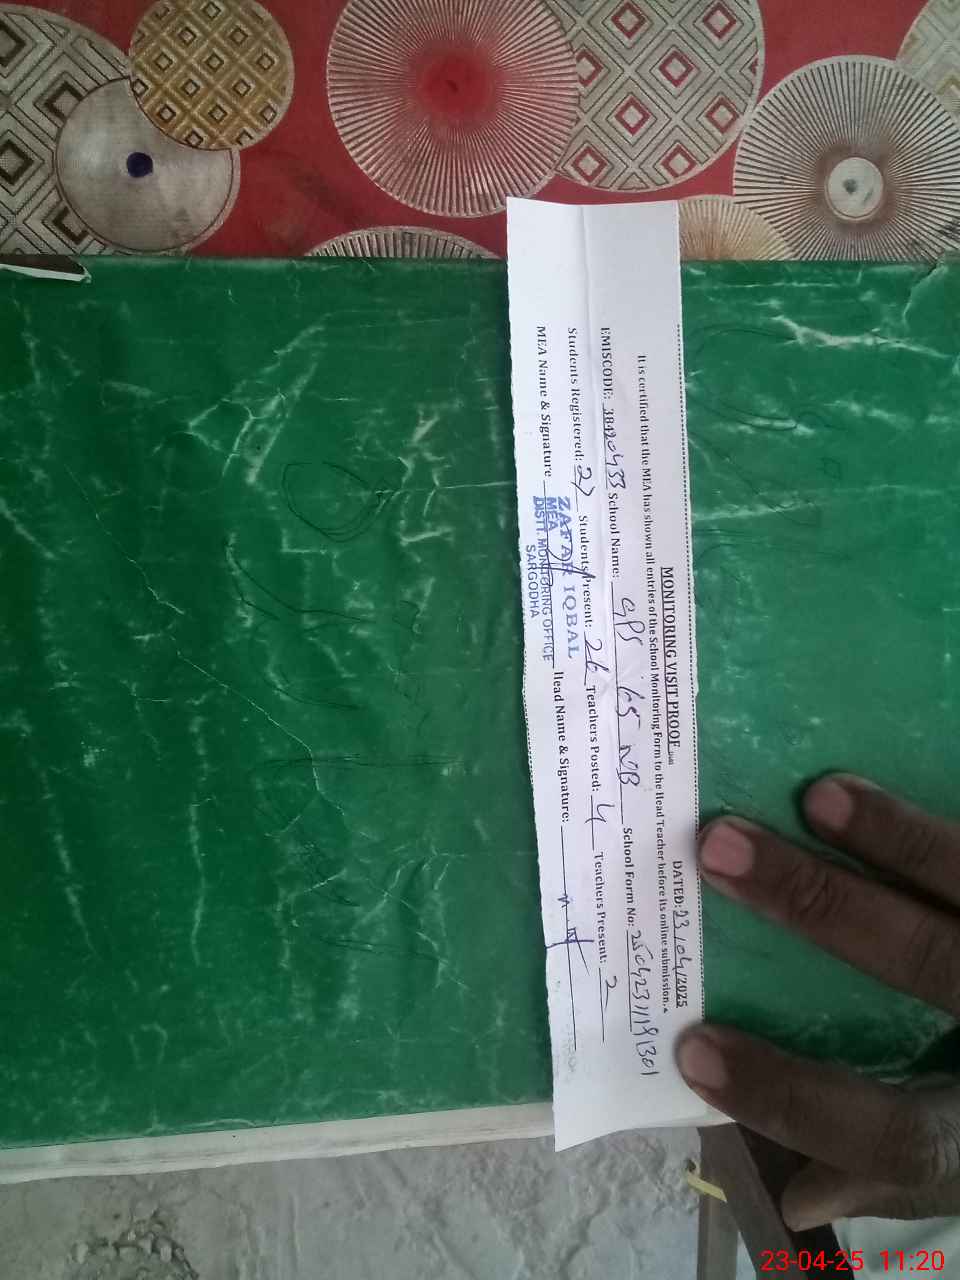 MONITORING VISIT PROOF
DATED: 23/04/2025
It is certified that the MEA has shown all entries of the School Monitoring Form to the Head Teacher before its online submission.
EMISCODE: 38420433 School Name: GPS 65 NB School Form No: 2504231191301
Students Registered: 27 Students Present: 26 Teachers Posted: 4 Teachers Present: 2
MEA Name & Signature Head Name & Signature:
ZAFAR IQBAL
MEA
DISTT. MONITORING OFFICE
SARGODHA
23-04-25 11:20